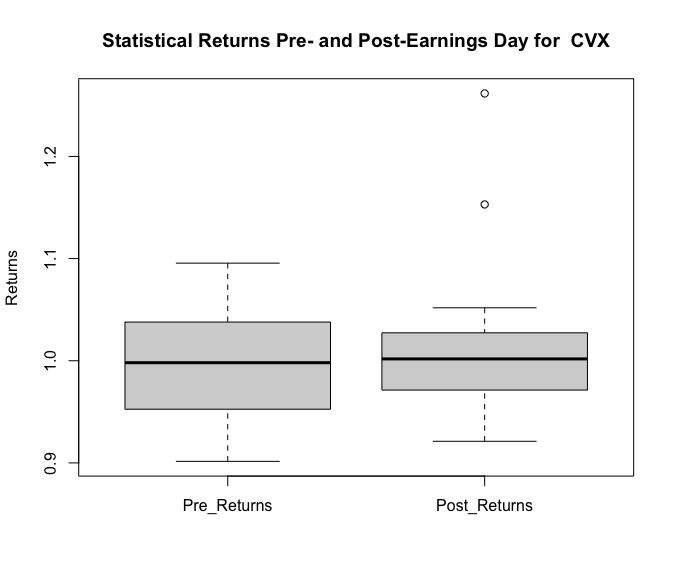 Statistical Returns Pre- and Post-Earnings Day for  CVX
Returns
1.2
1.1
1.0
0.9
Pre_Returns
Post_Returns